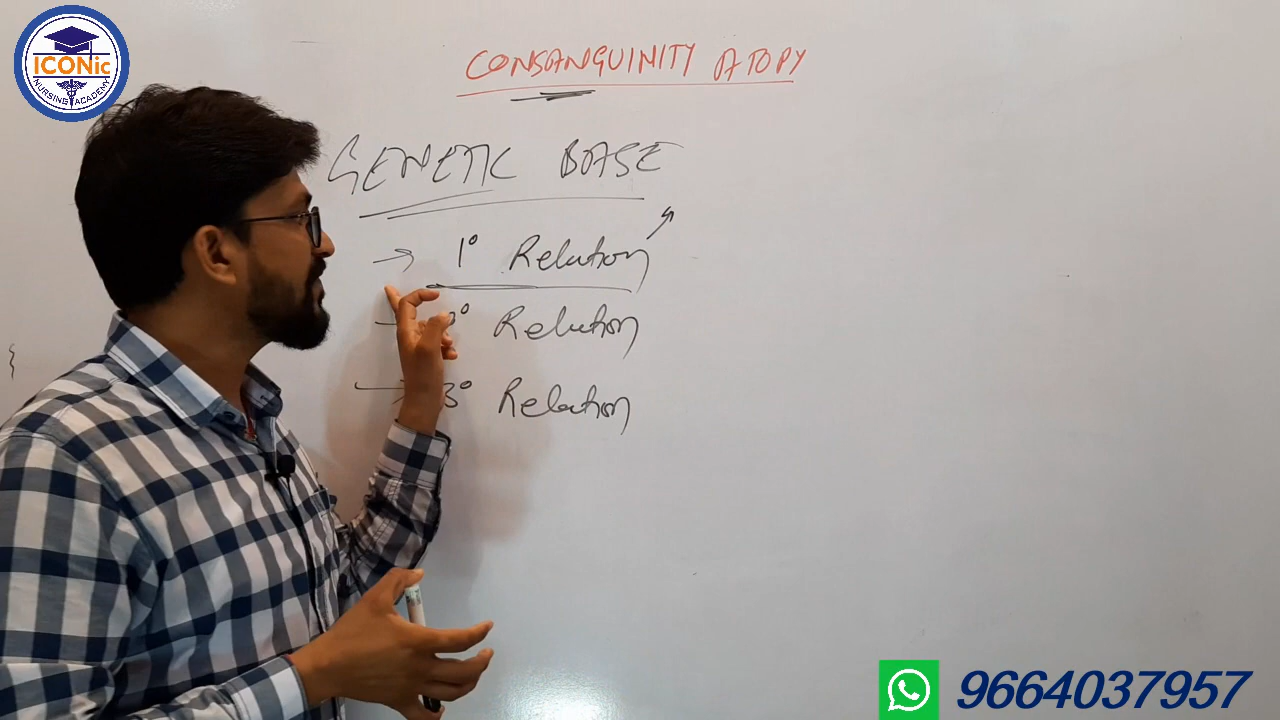 ICONic
NURSING ACADEMY
CONSANGUINITY ATOPY
GENETIC BASE
→ 1° Relation
→ 2° Relation
→ 3° Relation
9664037957